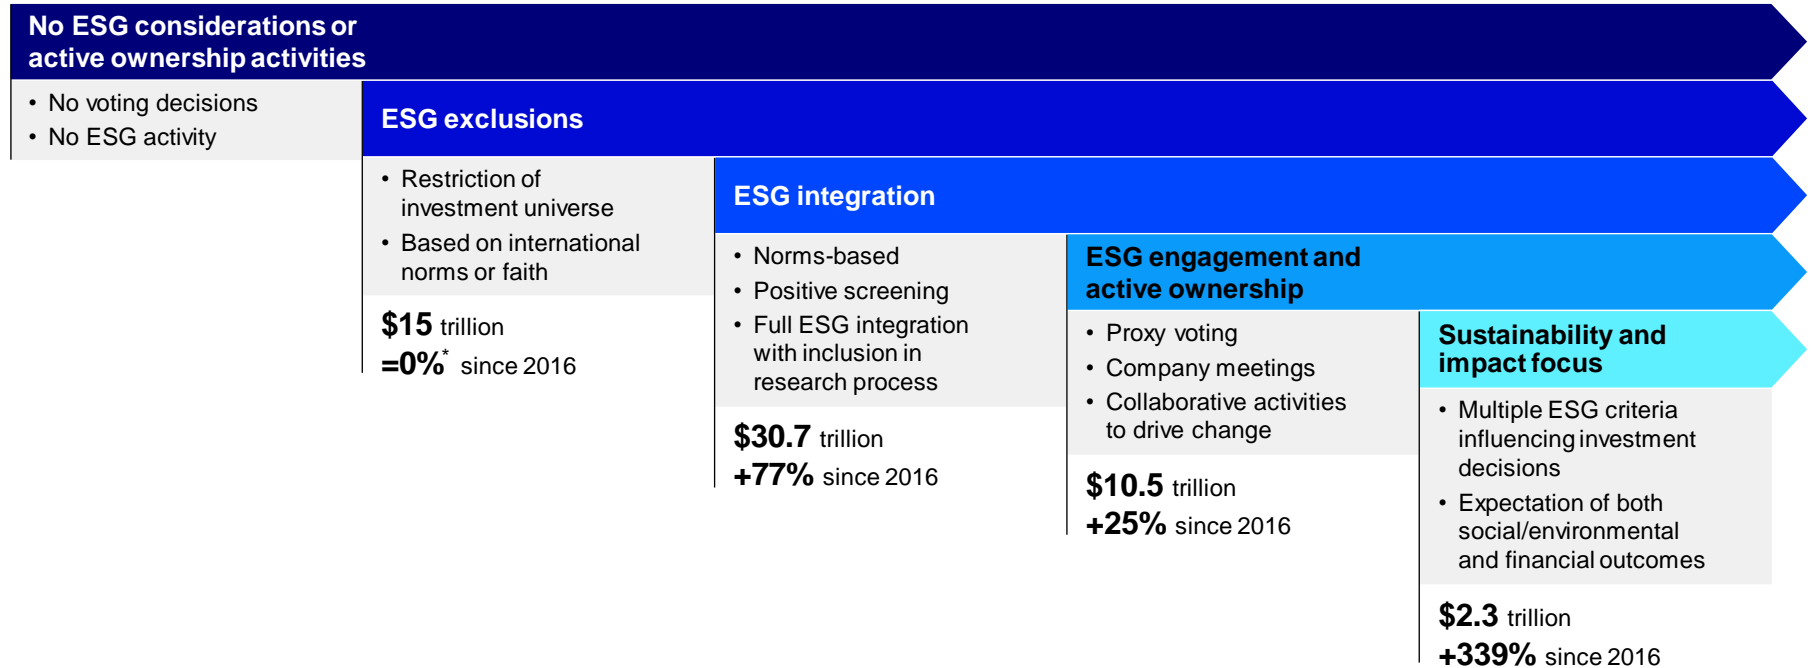 No ESG considerations or
active ownership activities
• No voting decisions
• No ESG activity
ESG exclusions
• Restriction of
investment universe
• Based on international
norms or faith
$15 trillion
=0%* since 2016
ESG integration
• Norms-based
• Positive screening
• Full ESG integration
with inclusion in
research process
$30.7 trillion
+77% since 2016
ESG engagement and
active ownership
• Proxy voting
• Company meetings
• Collaborative activities
to drive change
$10.5 trillion
+25% since 2016
Sustainability and
impact focus
• Multiple ESG criteria
influencing investment
decisions
• Expectation of both
social/environmental
and financial outcomes
$2.3 trillion
+339% since 2016